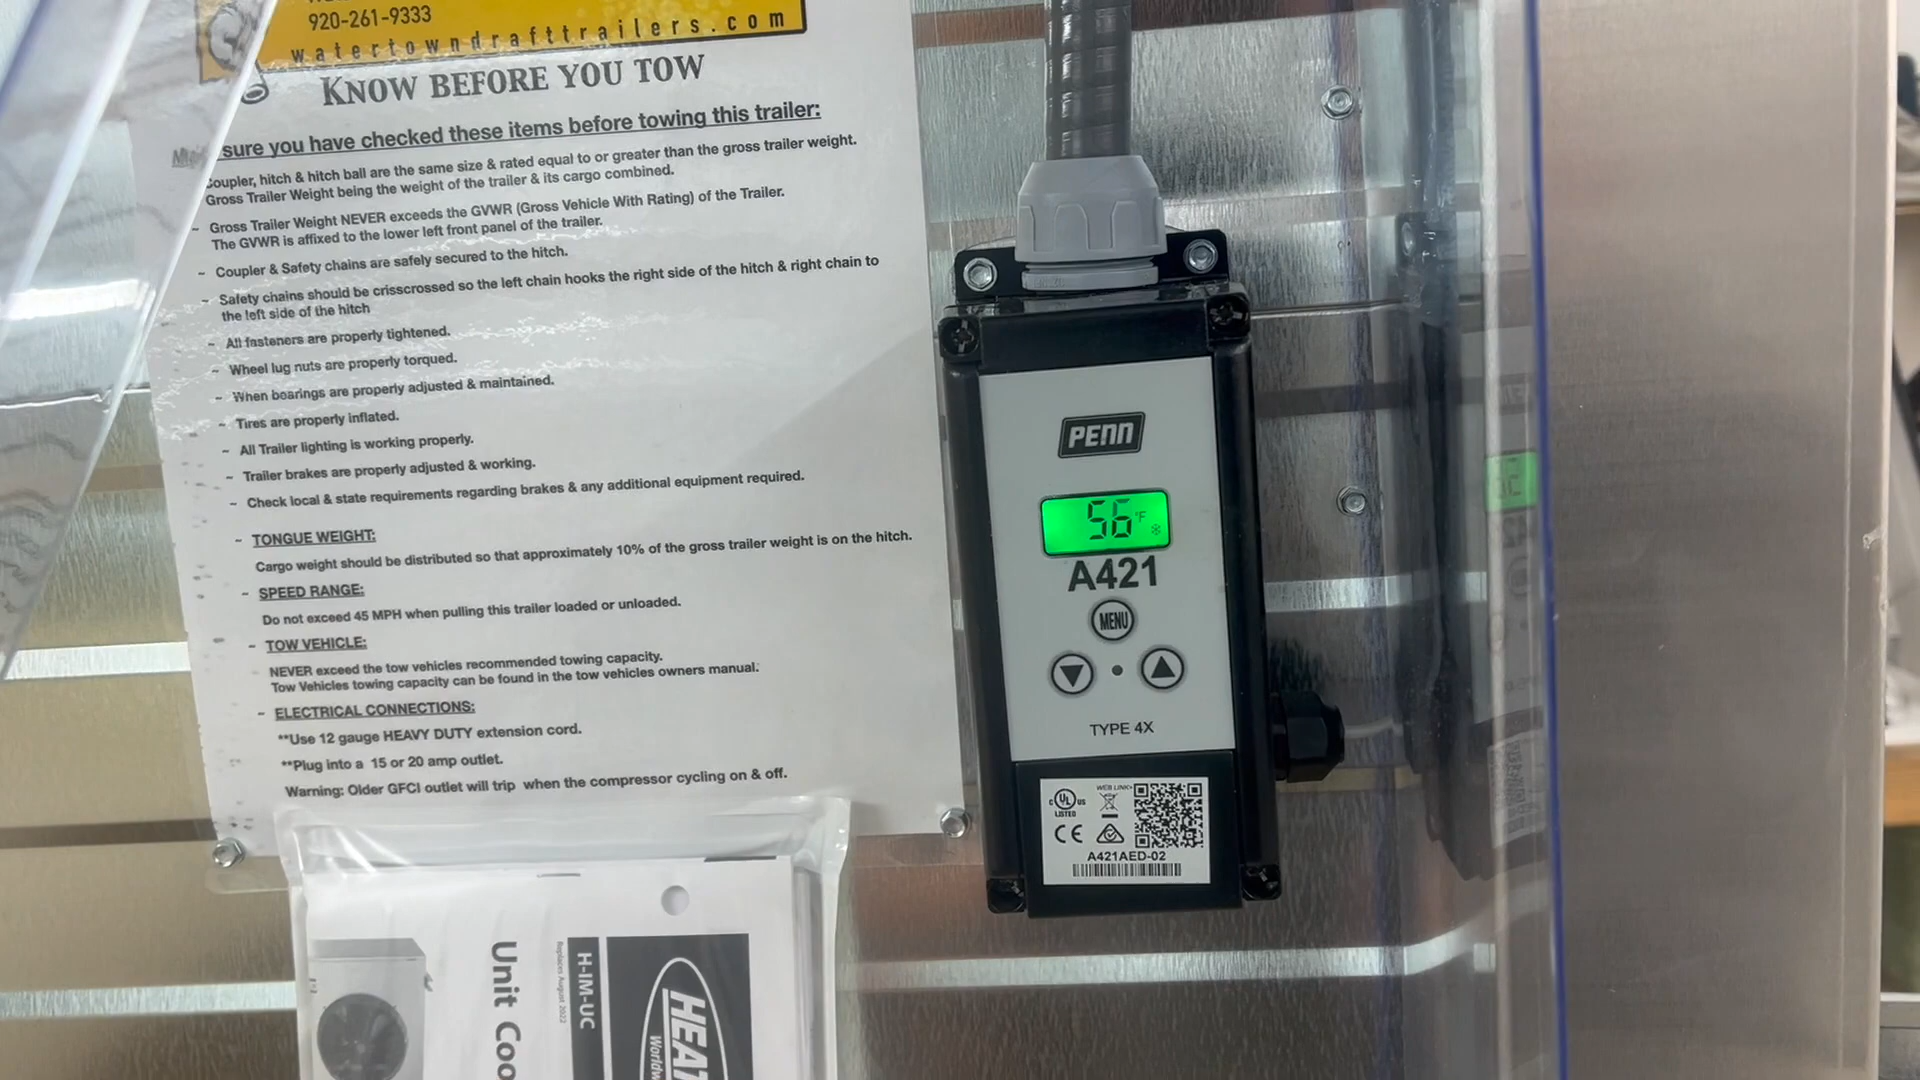 920-261-9333
watertowndrafttrailers.com
KNOW BEFORE YOU TOW
sure you have checked these items before towing this trailer:
Coupler, hitch & hitch ball are the same size & rated equal to or greater than the gross trailer weight.
Gross Trailer Weight being the weight of the trailer & its cargo combined.
~ Gross Trailer Weight NEVER exceeds the GVWR (Gross Vehicle With Rating) of the Trailer.
The GVWR is affixed to the lower left front panel of the trailer.
~ Coupler & Safety chains are safely secured to the hitch.
~ Safety chains should be crisscrossed so the left chain hooks the right side of the hitch & right chain to
the left side of the hitch
~ All fasteners are properly tightened.
~ Wheel lug nuts are properly torqued.
~ When bearings are properly adjusted & maintained.
~ Tires are properly inflated.
~ All Trailer lighting is working properly.
~ Trailer brakes are properly adjusted & working.
~ Check local & state requirements regarding brakes & any additional equipment required.
~ TONGUE WEIGHT:
Cargo weight should be distributed so that approximately 10% of the gross trailer weight is on the hitch.
~ SPEED RANGE:
Do not exceed 45 MPH when pulling this trailer loaded or unloaded.
~ TOW VEHICLE:
NEVER exceed the tow vehicles recommended towing capacity.
Tow Vehicles towing capacity can be found in the tow vehicles owners manual.
~ ELECTRICAL CONNECTIONS:
**Use 12 gauge HEAVY DUTY extension cord.
**Plug into a 15 or 20 amp outlet.
Warning: Older GFCI outlet will trip when the compressor cycling on & off.
PENN
56 °F
A421
MENU
TYPE 4X
WEB LINK
C UL US
LISTED
CE
A421AED-02
H-IM-UC
Replaces August 2022
Unit Coo
HEAT
Worldw